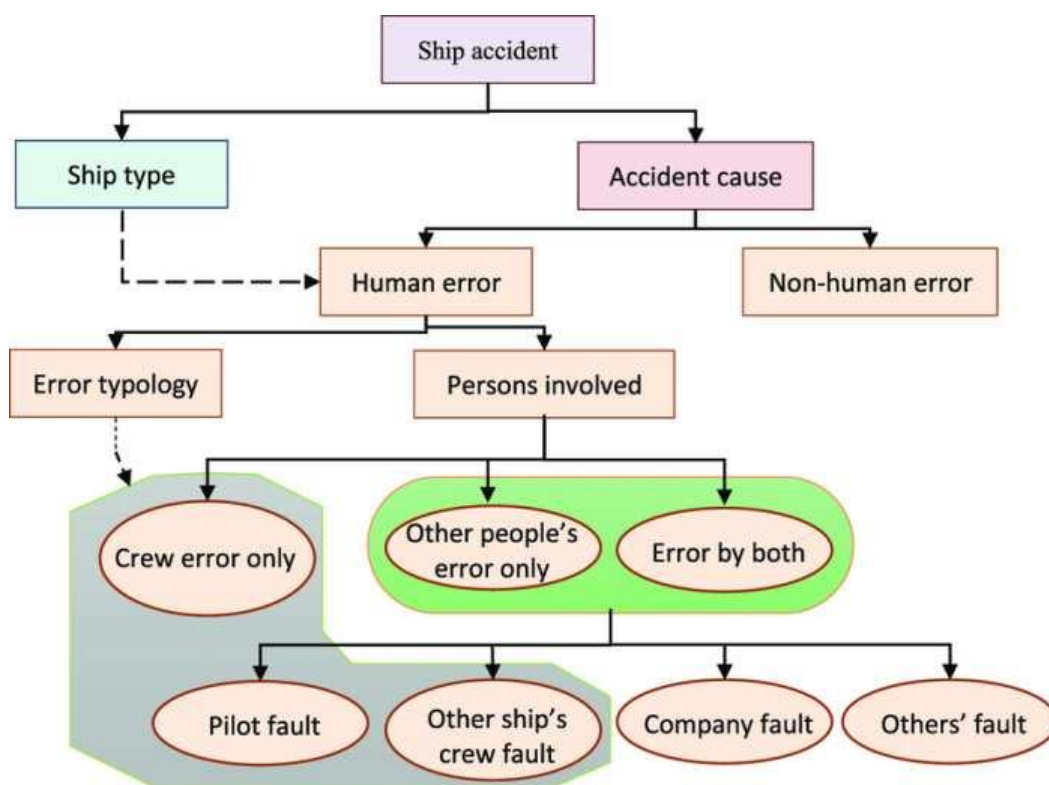 Ship accident
Ship type
Accident cause
Human error
Non-human error
Error typology
Persons involved
Crew error only
Other people’s
error only
Error by both
Pilot fault
Other ship’s
crew fault
Company fault
Others’ fault